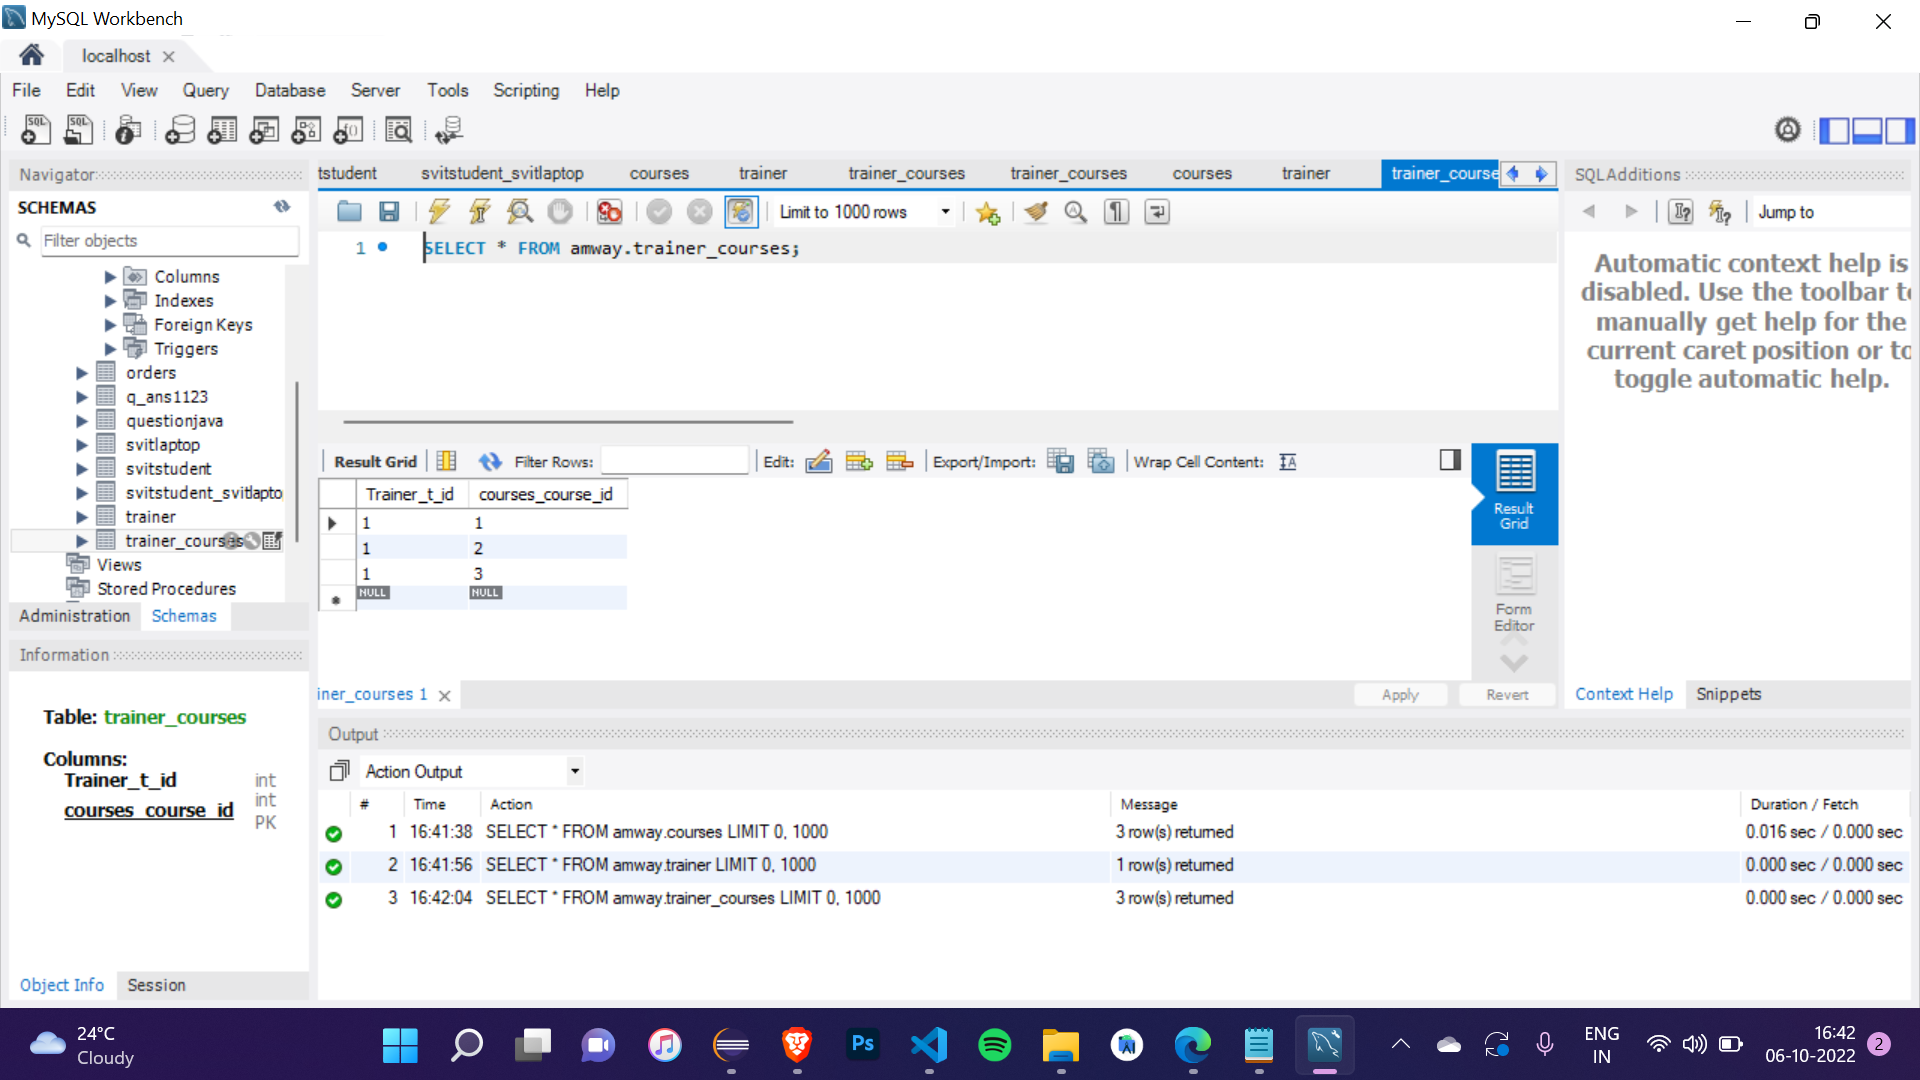 MySQL Workbench
localhost
File Edit View Query Database Server Tools Scripting Help
Navigator
SCHEMAS
Filter objects
Columns
Indexes
Foreign Keys
Triggers
orders
q_ans1123
questionjava
svitlaptop
svitstudent
svitstudent_svitlapto
trainer
trainer_courses
Views
Stored Procedures
Administration Schemas
Information
Table: trainer_courses
Columns:
Trainer_t_id int
courses_course_id int
PK
Object Info Session
tstudent svitstudent_svitlaptop courses trainer trainer_courses trainer_courses courses trainer trainer_course
Limit to 1000 rows
1 SELECT * FROM amway.trainer_courses;
Result Grid Filter Rows: Edit: Export/Import: Wrap Cell Content: IA
Trainer_t_id courses_course_id
1 1
1 2
1 3
NULL NULL
Result
Grid
Form
Editor
iner_courses 1
Apply Revert
SQLAdditions
Jump to
Automatic context help is
disabled. Use the toolbar to
manually get help for the
current caret position or to
toggle automatic help.
Context Help Snippets
Output
Action Output
# Time Action Message Duration / Fetch
1 16:41:38 SELECT * FROM amway.courses LIMIT 0, 1000 3 row(s) returned 0.016 sec / 0.000 sec
2 16:41:56 SELECT * FROM amway.trainer LIMIT 0, 1000 1 row(s) returned 0.000 sec / 0.000 sec
3 16:42:04 SELECT * FROM amway.trainer_courses LIMIT 0, 1000 3 row(s) returned 0.000 sec / 0.000 sec
24°C
Cloudy
Ps
ENG
IN
16:42
06-10-2022
2